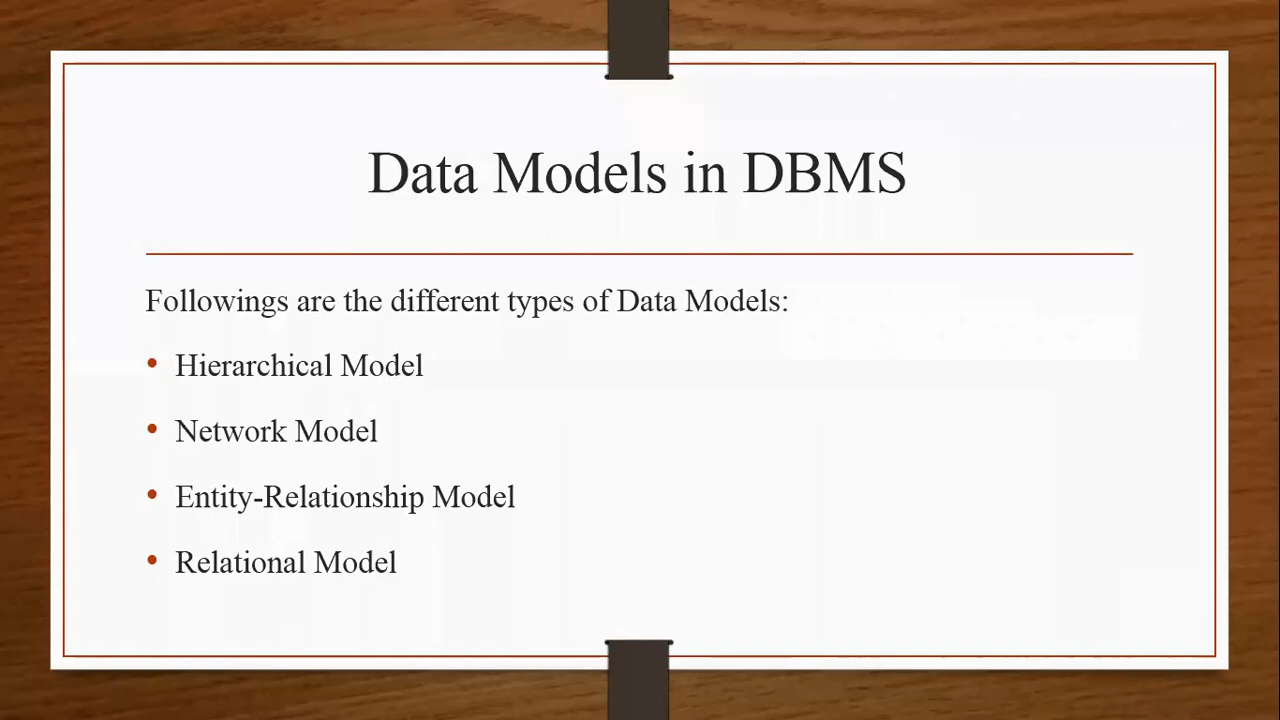 Data Models in DBMS
Followings are the different types of Data Models:
• Hierarchical Model
• Network Model
• Entity-Relationship Model
• Relational Model